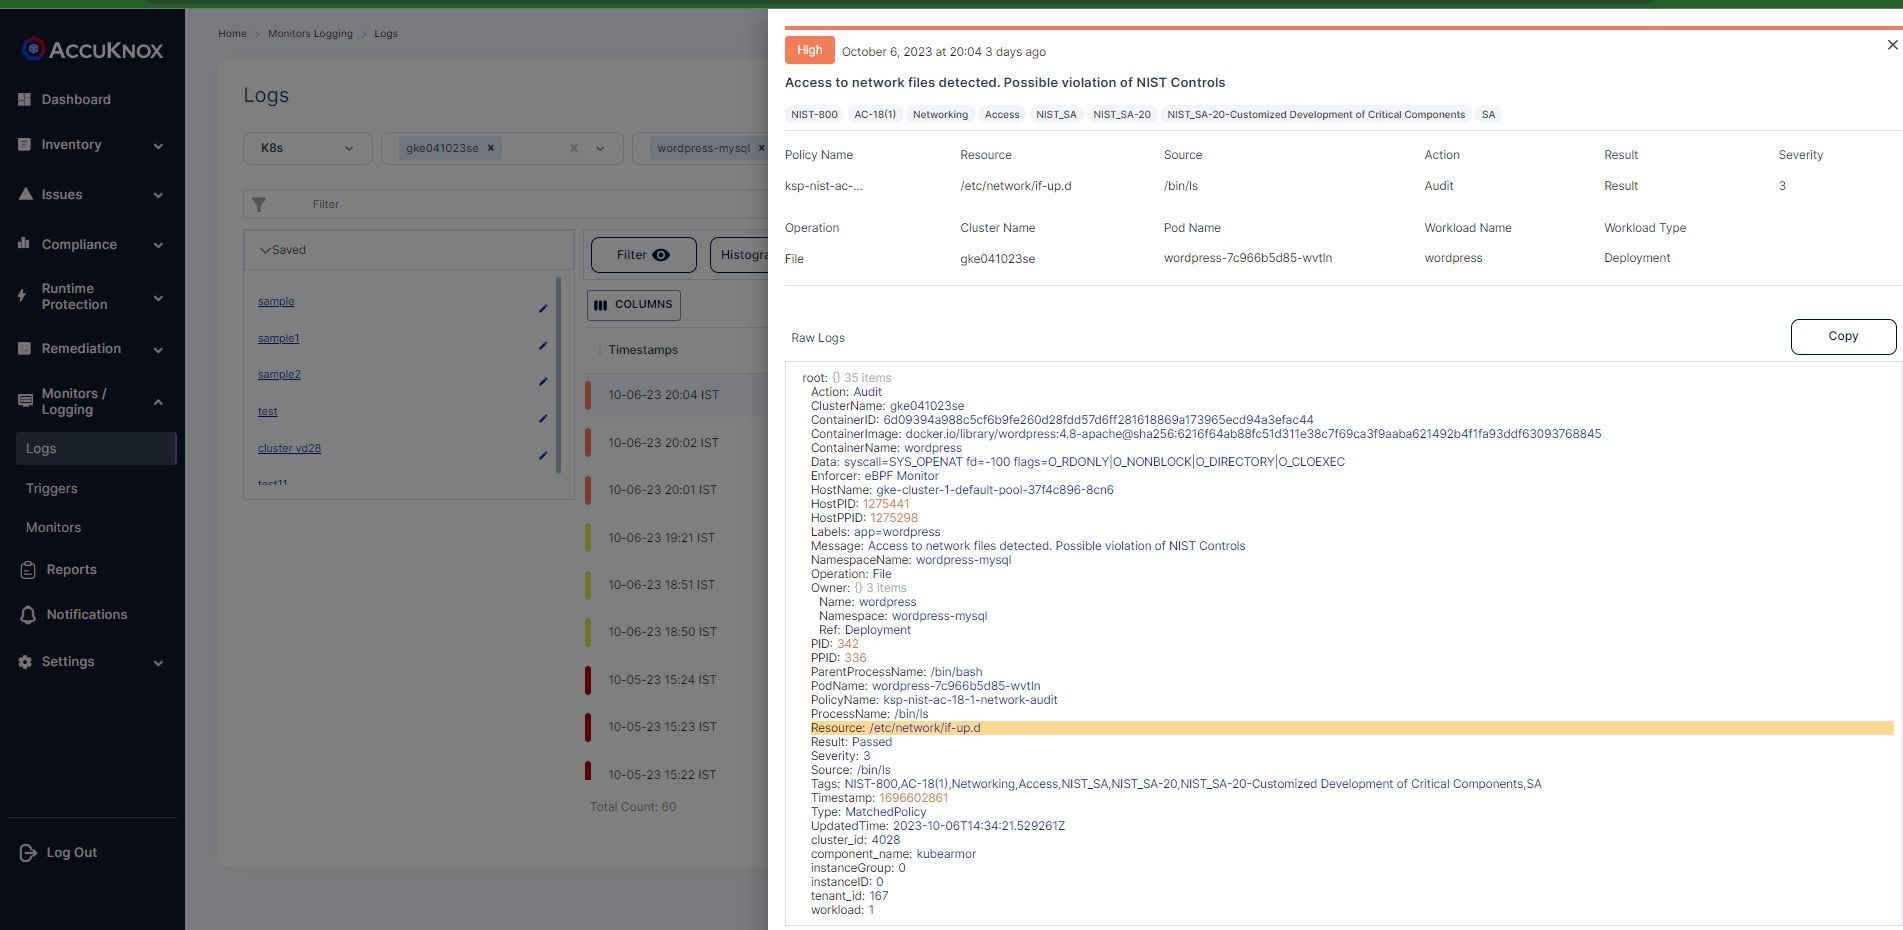 ACCUKNOX
Dashboard
Inventory
Issues
Compliance
Runtime
Protection
Remediation
Monitors /
Logging
Logs
Triggers
Monitors
Reports
Notifications
Settings
Log Out
Home > Monitors Logging > Logs
Logs
K8s
gke041023se ×
wordpress-mysql ×
Filter
Saved
sample
sample1
sample2
test
cluster vd28
test11
Filter
Histogra
COLUMNS
Timestamps
10-06-23 20:04 IST
10-06-23 20:02 IST
10-06-23 20:01 IST
10-06-23 19:21 IST
10-06-23 18:51 IST
10-06-23 18:50 IST
10-05-23 15:24 IST
10-05-23 15:23 IST
10-05-23 15:22 IST
Total Count: 60
High October 6, 2023 at 20:04 3 days ago
Access to network files detected. Possible violation of NIST Controls
NIST-800 AC-18(1) Networking Access NIST_SA NIST_SA-20 NIST_SA-20-Customized Development of Critical Components SA
Policy Name Resource Source Action Result Severity
ksp-nist-ac-... /etc/network/if-up.d /bin/ls Audit Result 3
Operation Cluster Name Pod Name Workload Name Workload Type
File gke041023se wordpress-7c966b5d85-wvtln wordpress Deployment
Raw Logs
Copy
root: {} 35 items
Action: Audit
ClusterName: gke041023se
ContainerID: 6d09394a988c5cf6b9fe260d28fdd57d6ff281618869a173965ecd94a3efac44
ContainerImage: docker.io/library/wordpress:4.8-apache@sha256:6216f64ab88fc51d311e38c7f69ca3f9aaba621492b4f1fa93ddf63093768845
ContainerName: wordpress
Data: syscall=SYS_OPENAT fd=-100 flags=O_RDONLY|O_NONBLOCK|O_DIRECTORY|O_CLOEXEC
Enforcer: eBPF Monitor
HostName: gke-cluster-1-default-pool-37f4c896-8cn6
HostPID: 1275441
HostPPID: 1275298
Labels: app=wordpress
Message: Access to network files detected. Possible violation of NIST Controls
NamespaceName: wordpress-mysql
Operation: File
Owner: {} 3 items
Name: wordpress
Namespace: wordpress-mysql
Ref: Deployment
PID: 342
PPID: 336
ParentProcessName: /bin/bash
PodName: wordpress-7c966b5d85-wvtln
PolicyName: ksp-nist-ac-18-1-network-audit
ProcessName: /bin/ls
Resource: /etc/network/if-up.d
Result: Passed
Severity: 3
Source: /bin/ls
Tags: NIST-800,AC-18(1),Networking,Access,NIST_SA,NIST_SA-20,NIST_SA-20-Customized Development of Critical Components,SA
Timestamp: 1696602861
Type: MatchedPolicy
UpdatedTime: 2023-10-06T14:34:21.529261Z
cluster_id: 4028
component_name: kubearmor
instanceGroup: 0
instanceID: 0
tenant_id: 167
workload: 1